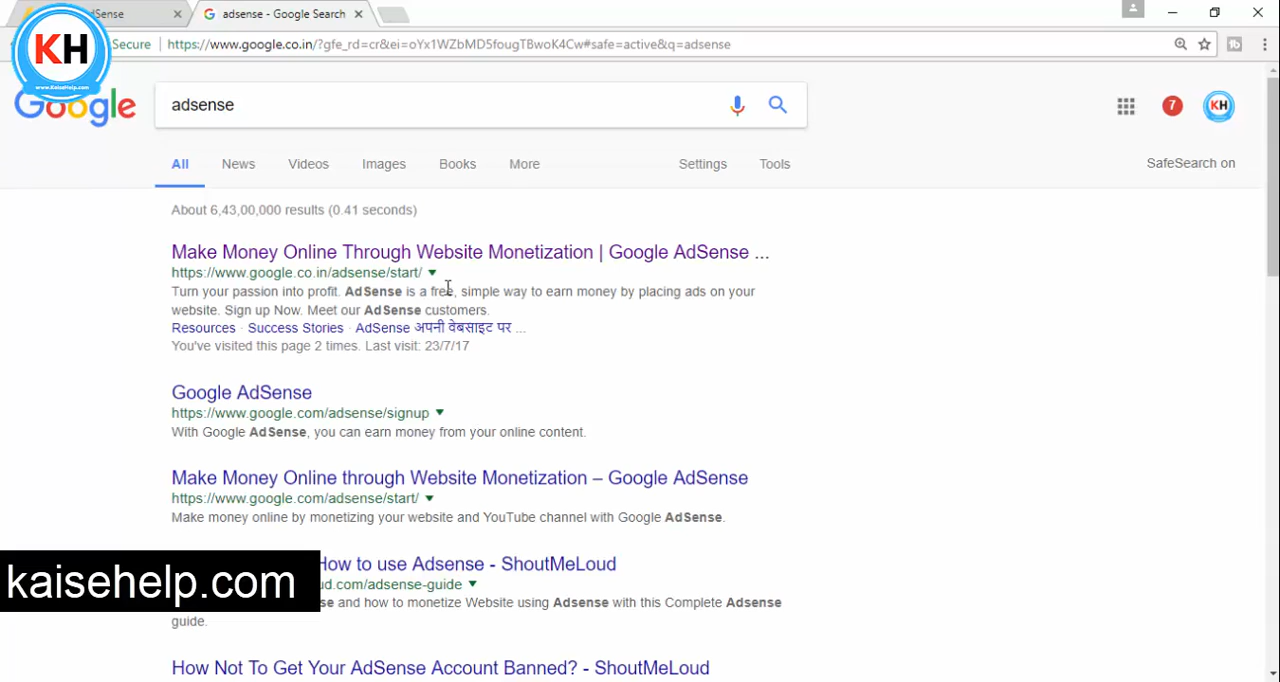 Sense
adsense - Google Search
Secure
https://www.google.co.in/?gfe_rd=cr&ei=oYx1WZbMD5fougTBwoK4Cw#safe=active&q=adsense
KH
www.KaiseHelp.com
Google
adsense
7
KH
All News Videos Images Books More Settings Tools
SafeSearch on
About 6,43,00,000 results (0.41 seconds)
Make Money Online Through Website Monetization | Google AdSense ...
https://www.google.co.in/adsense/start/
Turn your passion into profit. AdSense is a free, simple way to earn money by placing ads on your
website. Sign up Now. Meet our AdSense customers.
Resources · Success Stories · AdSense अपनी वेबसाइट पर ...
You've visited this page 2 times. Last visit: 23/7/17
Google AdSense
https://www.google.com/adsense/signup
With Google AdSense, you can earn money from your online content.
Make Money Online through Website Monetization – Google AdSense
https://www.google.com/adsense/start/
Make money online by monetizing your website and YouTube channel with Google AdSense.
How to use Adsense - ShoutMeLoud
ud.com/adsense-guide
se and how to monetize Website using Adsense with this Complete Adsense
guide.
kaisehelp.com
How Not To Get Your AdSense Account Banned? - ShoutMeLoud